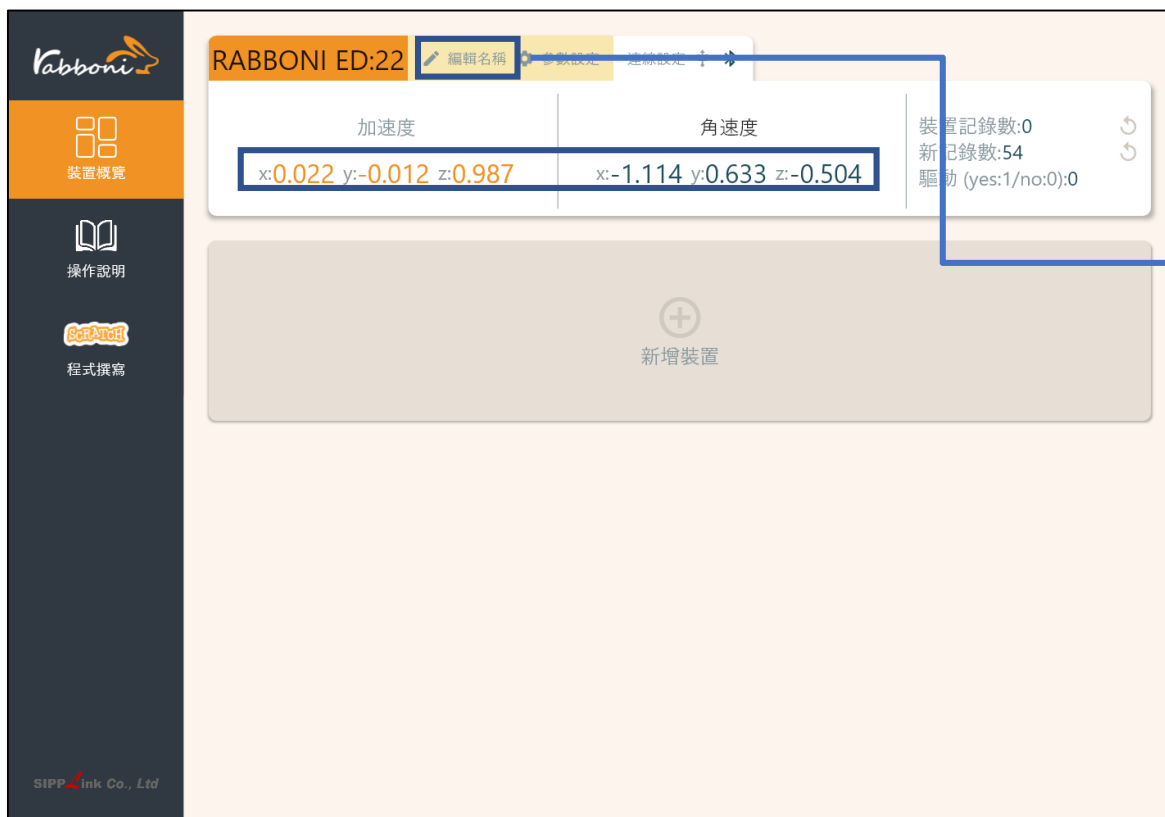 rabboni
裝置概覽
操作說明
SCRATCH
程式撰寫
SIPPLink Co., Ltd
RABBONI ED:22 編輯名稱 參數設定 連線設定
加速度 角速度
x:0.022 y:-0.012 z:0.987 x:-1.114 y:0.633 z:-0.504
裝置記錄數:0
新記錄數:54
驅動 (yes:1/no:0):0
新增裝置